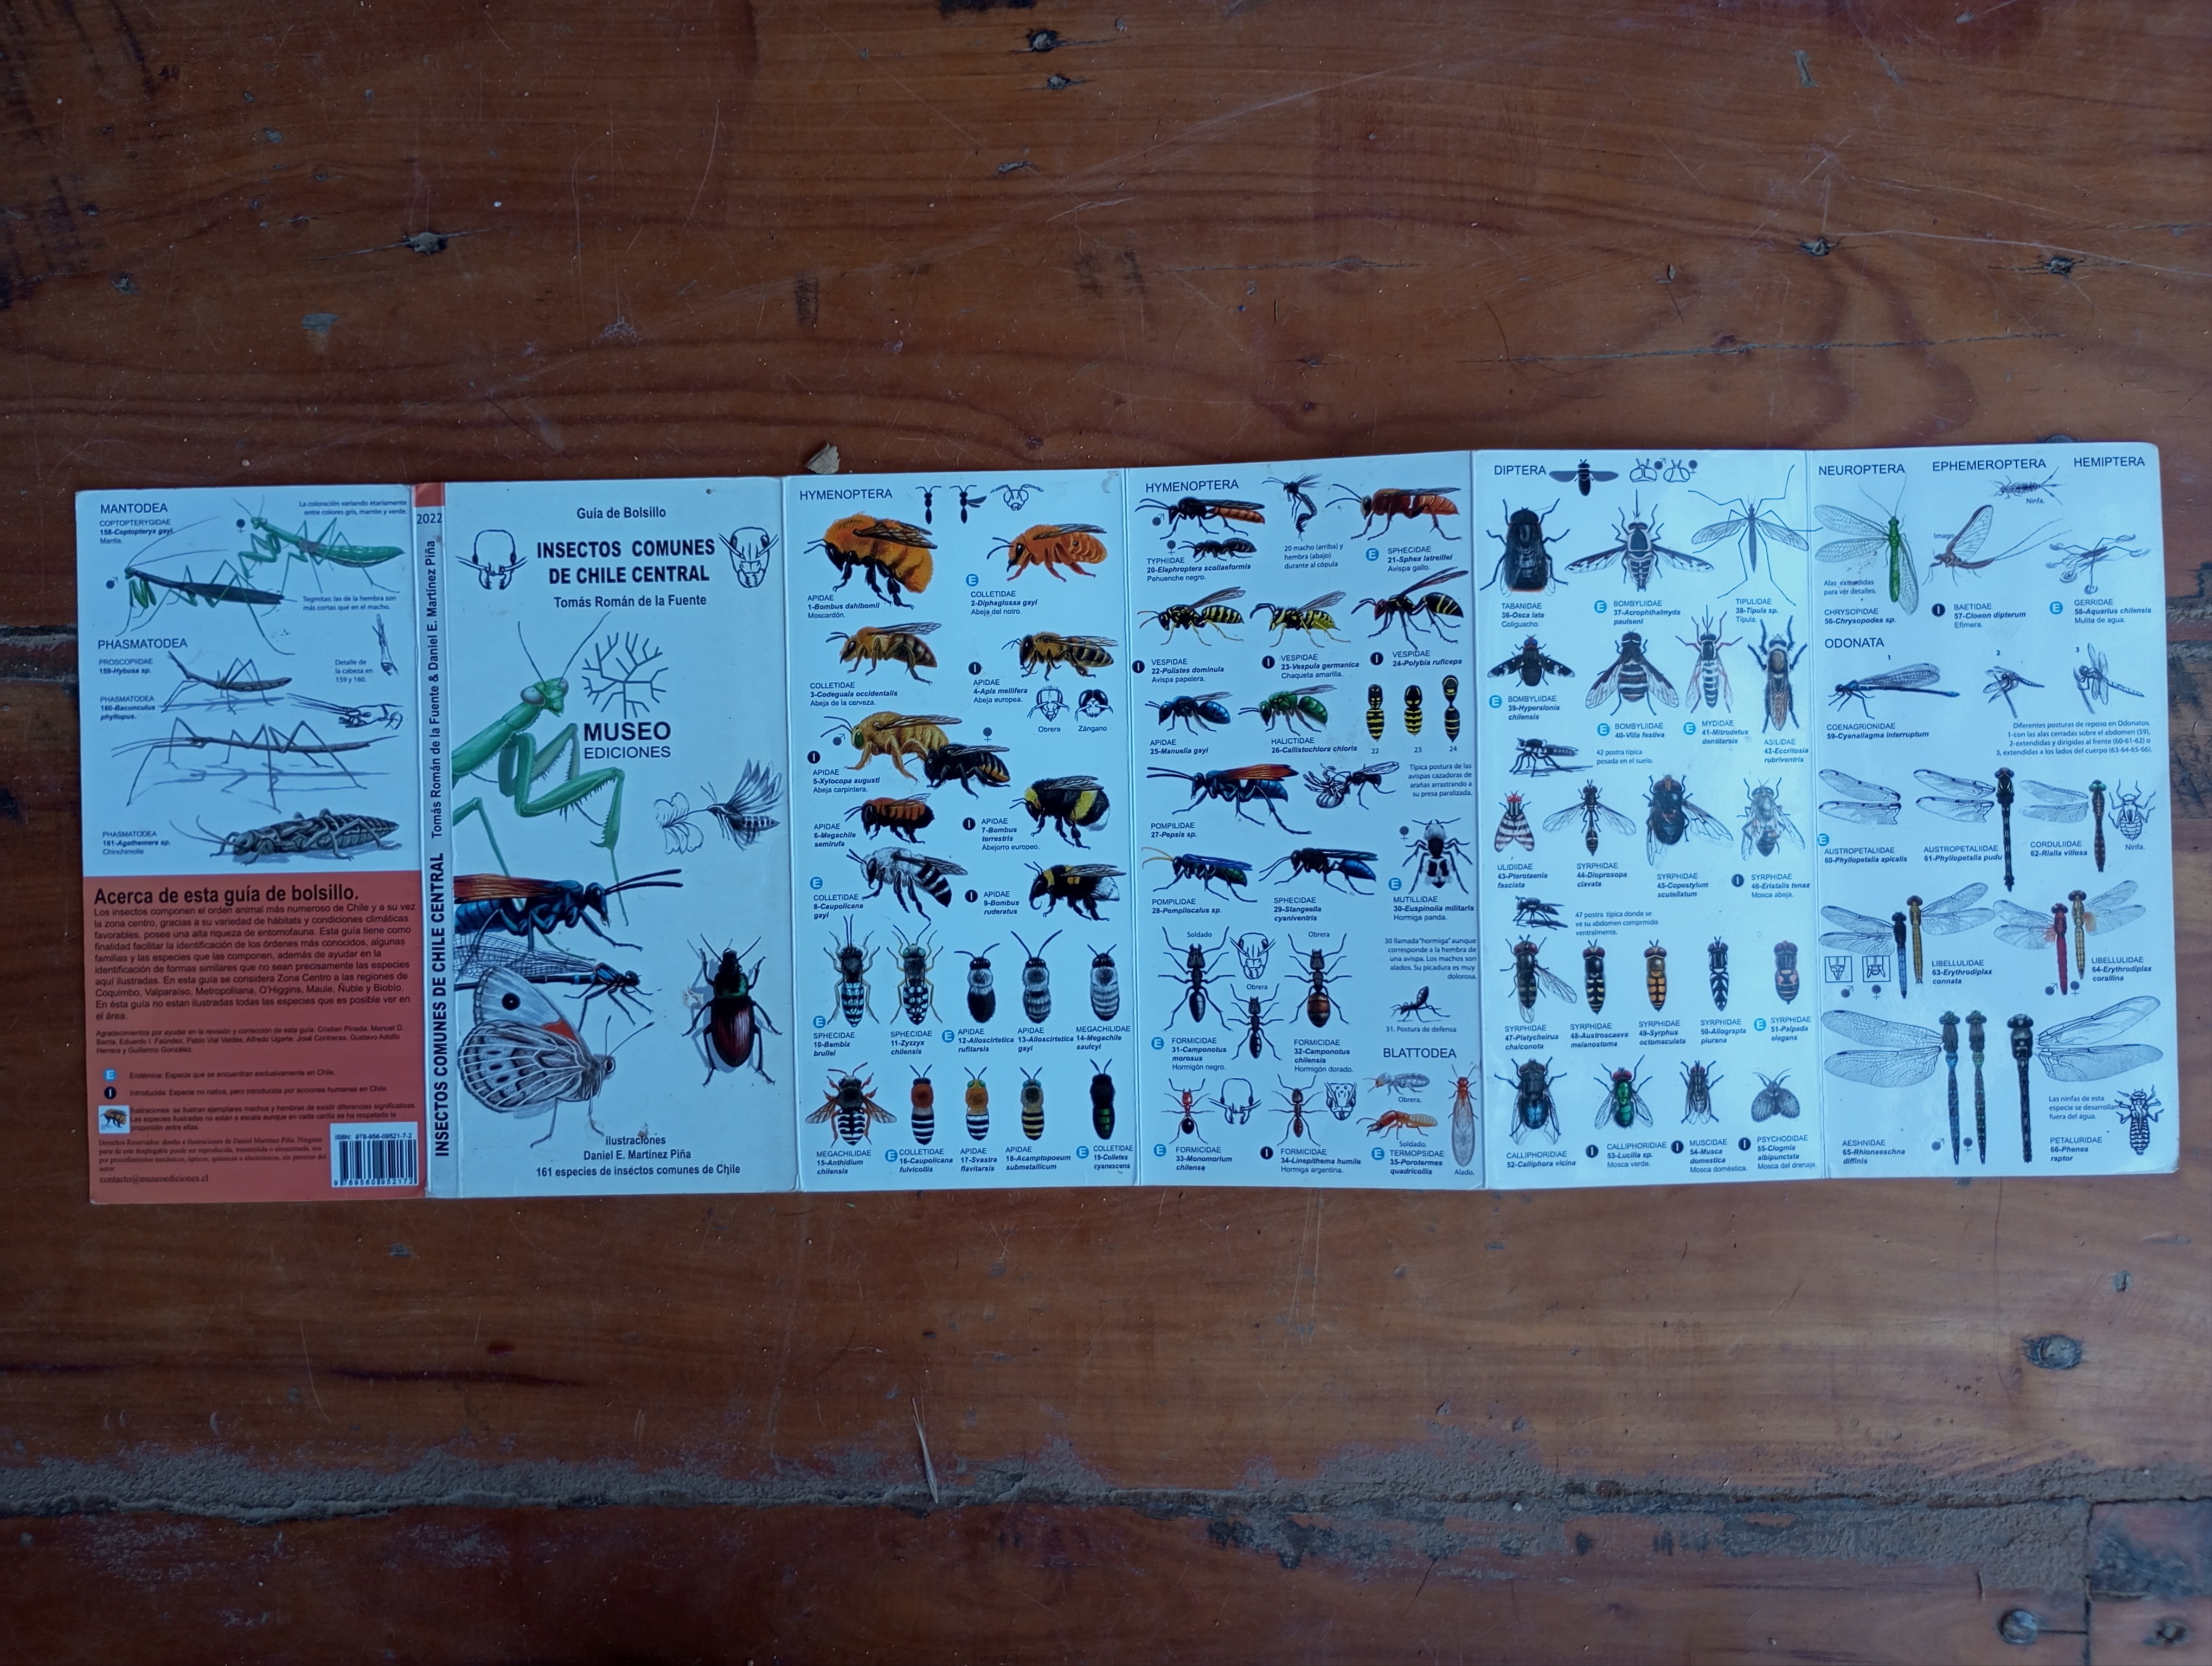 MANTODEA
COPTOPTERYGIDAE
158-Coptopteryx gayi
Mantis.
La coloración variando etariamente
entre colores gris, marrón y verde.
Tegmitas: las de la hembra son
más cortas que en el macho.
PHASMATODEA
PROSCOPIIDAE
159-Hybusa sp.
Detalle de
la cabeza en
159 y 160.
PHASMATODEA
160-Bacunculus
phyllopus.
PHASMATODEA
161-Agathemera sp.
Chinchimolle
Acerca de esta guía de bolsillo.
Los insectos componen el orden animal más numeroso de Chile y a su vez
la zona centro, gracias a su variedad de hábitats y condiciones climáticas
favorables, posee una alta riqueza de entomofauna. Esta guía tiene como
finalidad facilitar la identificación de los órdenes más conocidos, algunas
familias y las especies que las componen, además de ayudar en la
identificación de formas similares que no sean precisamente las especies
aquí ilustradas. En esta guía se considera Zona Centro a las regiones de
Coquimbo, Valparaíso, Metropolitana, O'Higgins, Maule, Ñuble y Biobío.
En ésta guía no estan ilustradas todas las especies que es posible ver en
el área.
Agradecimientos por ayudar en la revisión y corrección de esta guía: Cristian Pineda, Manuel D
Barria, Eduardo I. Faúndez, Pablo Vial Valdés, Alfredo Ugarte, José Contreras, Gustavo Adolfo
Herrera y Guillermo González.
E Endémica: Especie que se encuentran exclusivamente en Chile.
I Introducida: Especie no nativa, pero introducida por acciones humanas en Chile.
Ilustraciones: se ilustran ejemplares machos y hembras de existir diferencias significativas.
Las especies ilustradas no están a escala aunque en cada carilla se ha respetado la
proporción entre ellas.
Derechos Reservados: diseño e ilustraciones de Daniel Martínez Piña. Ninguna
parte de este desplegable puede ser reproducida, transmitida o almacenada, sea
por procedimientos mecánicos, ópticos, químicos o electrónicos, sin permiso del
autor
contacto@museoediciones.cl
ISBN: 978-956-09521-7-2
9 789560 952172
2022
INSECTOS COMUNES DE CHILE CENTRAL Tomás Román de la Fuente & Daniel E. Martínez Piña
Guía de Bolsillo
INSECTOS COMUNES
DE CHILE CENTRAL
Tomás Román de la Fuente
MUSEO
EDICIONES
ilustraciones
Daniel E. Martinez Piña
161 especies de insectos comunes de Chile
HYMENOPTERA
APIDAE
1-Bombus dahlbomii
Moscardón.
E
COLLETIDAE
2-Diphaglossa gayi
Abeja del notro.
COLLETIDAE
3-Codeguaia occidentalis
Abeja de la cerveza.
I
APIDAE
4-Apis mellifera
Abeja europea.
Obrera
Zángano
I
APIDAE
5-Xylocopa augusti
Abeja carpintera.
APIDAE
6-Megachile
semirufa
I
APIDAE
7-Bombus
terrestris
Abejorro europeo.
E
COLLETIDAE
8-Caupolicana
gayi
I
APIDAE
9-Bombus
ruderatus
E
SPHECIDAE
10-Bembix
brullei
SPHECIDAE
11-Zyzzyx
chilensis
E
APIDAE
12-Alloscirtetica
rufitarsis
APIDAE
13-Alloscirtetica
gayi
MEGACHILIDAE
14-Megachile
saulcyi
MEGACHILIDAE
15-Anthidium
chilensis
E
COLLETIDAE
16-Caupolicana
fulvicollis
APIDAE
17-Svastra
flavitarsis
APIDAE
18-Acamptopoeum
submetallicum
E
COLLETIDAE
19-Colletes
cyanescens
HYMENOPTERA
TYPHIIDAE
20-Elaphroptera scoliaeformis
Pehuenche negro.
20 macho (arriba) y
hembra (abajo)
durante al cópula
E
SPHECIDAE
21-Sphex latreillei
Avispa gallo.
I
VESPIDAE
22-Polistes dominula
Avispa papelera.
I
VESPIDAE
23-Vespula germanica
Chaqueta amarilla.
I
VESPIDAE
24-Polybia ruficeps
APIDAE
25-Manuelia gayi
HALICTIDAE
26-Callistochlora chloris
22
23
24
POMPILIDAE
27-Pepsis sp.
Típica postura de las
avispas cazadoras de
arañas arrastrando a
su presa paralizada.
POMPILIDAE
28-Pompilocalus sp.
SPHECIDAE
29-Stangeella
cyaniventris
E
MUTILLIDAE
30-Euspinolia militaris
Hormiga panda.
Soldado
Obrera
Obrera
30 llamada "hormiga" aunque
corresponde a la hembra de
una avispa. Los machos son
alados. Su picadura es muy
dolorosa.
31. Postura de defensa
E
FORMICIDAE
31-Camponotus
morosus
Hormigón negro.
FORMICIDAE
32-Camponotus
chilensis
Hormigón dorado.
BLATTODEA
Obrera.
Soldado.
Alado.
E
FORMICIDAE
33-Monomorium
chilense
I
FORMICIDAE
34-Linepithema humile
Hormiga argentina.
E
TERMOPSIDAE
35-Porotermes
quadricollis
DIPTERA
TABANIDAE
36-Osca lata
Coliguacho.
E
BOMBYLIIDAE
37-Acrophthalmyda
paulseni
TIPULIDAE
38-Tipula sp.
Típula.
E
BOMBYLIIDAE
39-Hyperalonia
chilensis
E
BOMBYLIIDAE
40-Villa festiva
E
MYDIDAE
41-Mitrodetus
dentitarsis
ASILIDAE
42-Eccritosia
rubriventris
42 postura típica
posada en el suelo.
ULIDIIDAE
43-Pterotaenia
fasciata
SYRPHIDAE
44-Dioprosopa
clavata
SYRPHIDAE
45-Copestylum
scutellatum
I
SYRPHIDAE
46-Eristalis tenax
Mosca abeja.
47 postra típica donde se
ve su abdomen comprimido
ventralmente.
SYRPHIDAE
47-Platycheirus
chalconota
SYRPHIDAE
48-Austroscaeva
melanostoma
SYRPHIDAE
49-Syrphus
octomaculata
SYRPHIDAE
50-Allograpta
piurana
E
SYRPHIDAE
51-Palpada
elegans
CALLIPHORIDAE
52-Calliphora vicina
I
CALLIPHORIDAE
53-Lucilia sp.
Mosca verde.
I
MUSCIDAE
54-Musca
domestica
Mosca doméstica.
I
PSYCHODIDAE
55-Clogmia
albipunctata
Mosca del drenaje.
NEUROPTERA
EPHEMEROPTERA
HEMIPTERA
Ninfa.
Imago
Alas extendidas
para vér detalles.
CHRYSOPIDAE
56-Chrysopodes sp.
I
BAETIDAE
57-Cloeon dipterum
Efímera.
E
GERRIDAE
58-Aquarius chilensis
Mulita de agua.
ODONATA
1
2
3
COENAGRIONIDAE
59-Cyanallagma interruptum
Diferentes posturas de reposo en Odonatos.
1-con las alas cerradas sobre el abdomen (59),
2-extendidas y dirigidas al frente (60-61-62) o
3, extendidas a los lados del cuerpo (63-64-65-66).
E
AUSTROPETALIIDAE
60-Phyllopetalia apicalis
AUSTROPETALIIDAE
61-Phyllopetalia pudu
CORDULIIDAE
62-Rialla villosa
Ninfa.
LIBELLULIDAE
63-Erythrodiplax
connata
LIBELLULIDAE
64-Erythrodiplax
corallina
AESHNIDAE
65-Rhionaeschna
diffinis
Las ninfas de esta
especie se desarrollan
fuera del agua.
PETALURIDAE
66-Phenes
raptor